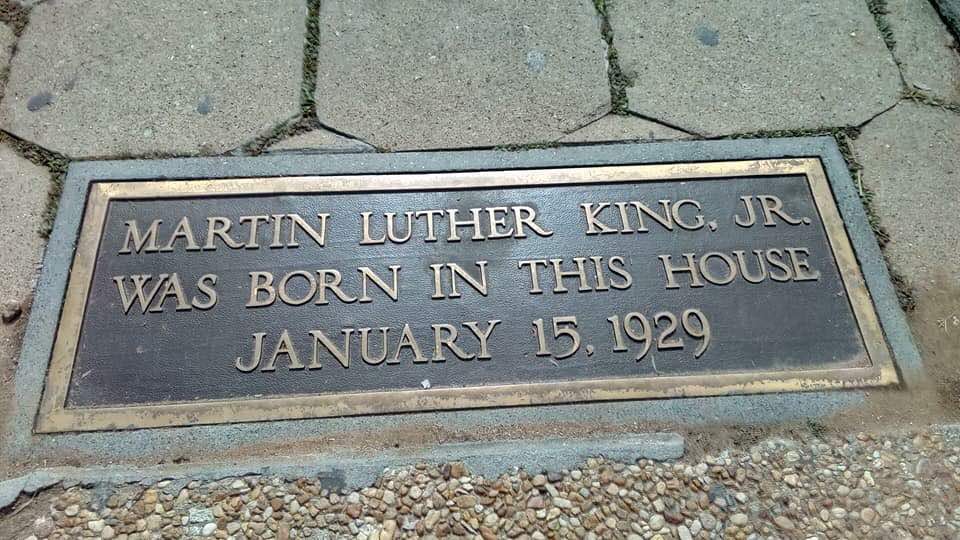 MARTIN LUTHER KING, JR.
WAS BORN IN THIS HOUSE
JANUARY 15, 1929